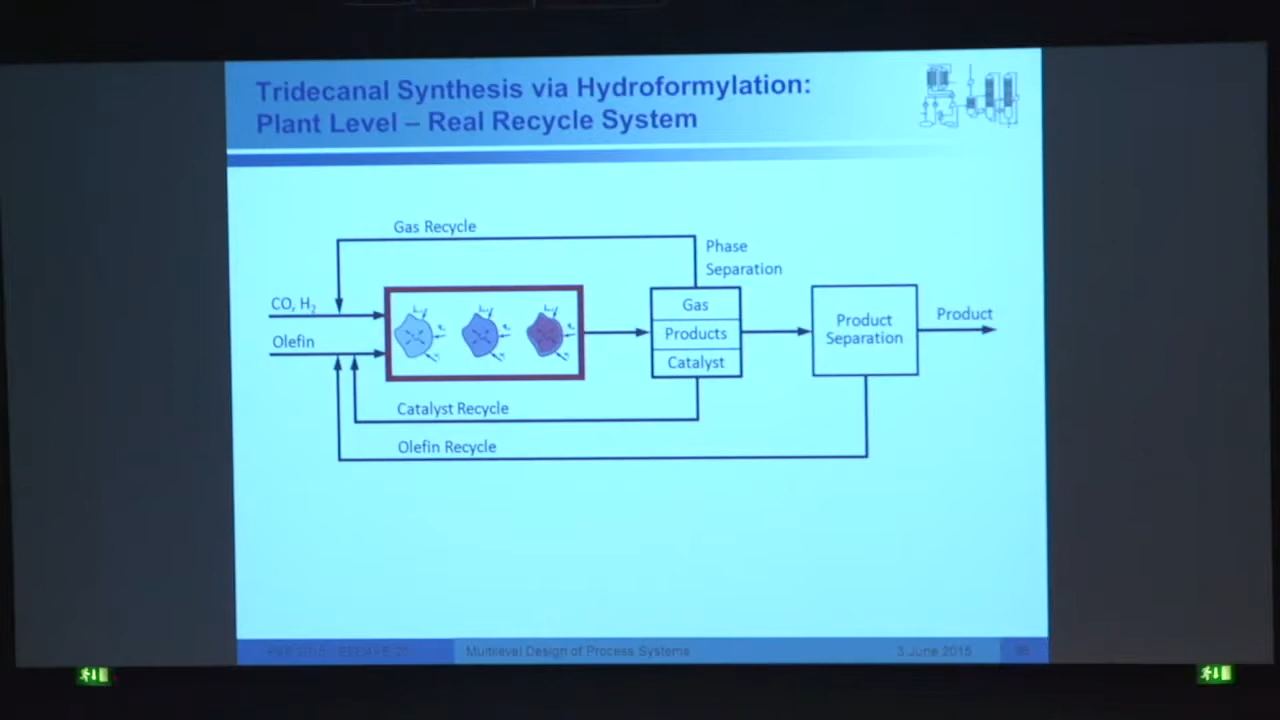 Tridecanal Synthesis via Hydroformylation:
Plant Level – Real Recycle System
Gas Recycle
Phase
Separation
CO, H₂
Olefin
Gas
Products
Catalyst
Product
Separation
Product
Catalyst Recycle
Olefin Recycle
Multilevel Design of Process Systems
3 June 2015